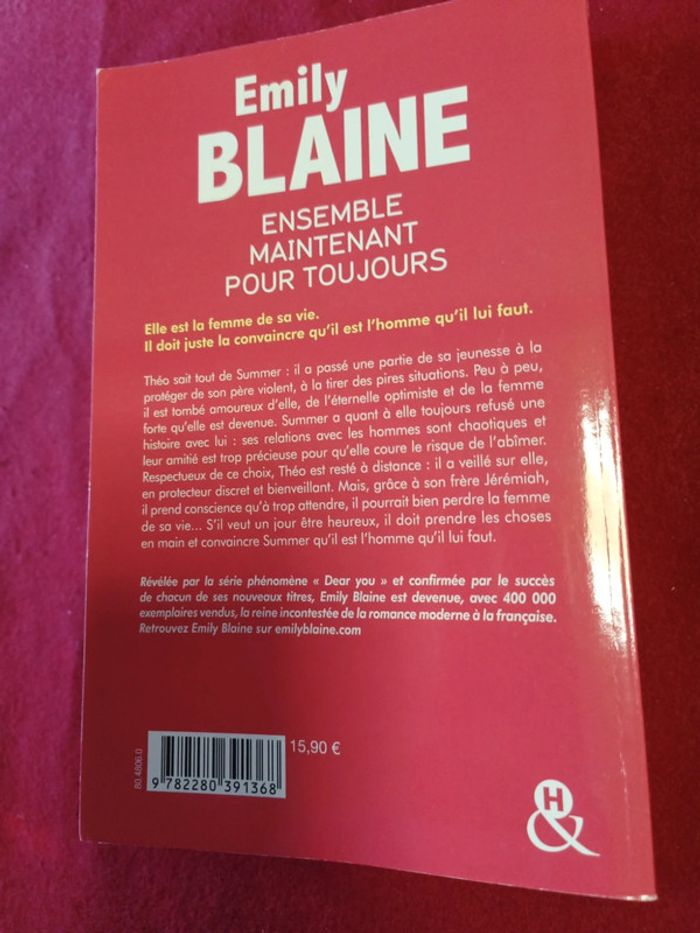 Emily
BLAINE
ENSEMBLE
MAINTENANT
POUR TOUJOURS
Elle est la femme de sa vie.
Il doit juste la convaincre qu'il est l'homme qu'il lui faut.
Théo sait tout de Summer : il a passé une partie de sa jeunesse à la
protéger de son père violent, à la tirer des pires situations. Peu à peu,
il est tombé amoureux d'elle, de l'éternelle optimiste et de la femme
forte qu'elle est devenue. Summer a quant à elle toujours refusé une
histoire avec lui : ses relations avec les hommes sont chaotiques et
leur amitié est trop précieuse pour qu'elle coure le risque de l'abîmer.
Respectueux de ce choix, Théo est resté à distance : il a veillé sur elle,
en protecteur discret et bienveillant. Mais, grâce à son frère Jérémiah,
il prend conscience qu'à trop attendre, il pourrait bien perdre la femme
de sa vie... S'il veut un jour être heureux, il doit prendre les choses
en main et convaincre Summer qu'il est l'homme qu'il lui faut.
Révélée par la série phénomène « Dear you » et confirmée par le succès
de chacun de ses nouveaux titres, Emily Blaine est devenue, avec 400 000
exemplaires vendus, la reine incontestée de la romance moderne à la française.
Retrouvez Emily Blaine sur emilyblaine.com
80.4806.0
15,90 €
9 782280 391368
H
&